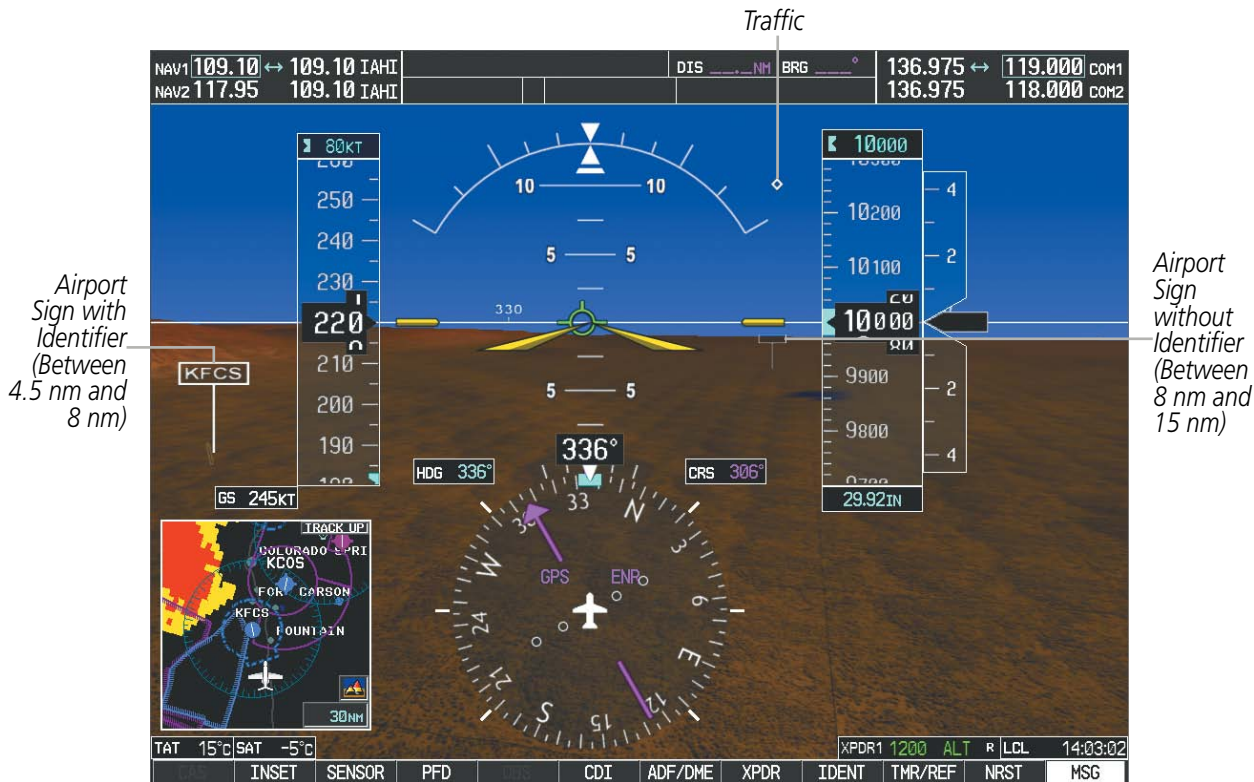 Traffic
NAV1 109.10 ↔ 109.10 IAHI
NAV2 117.95 109.10 IAHI
DIS __._NM BRG ___°
136.975 ↔ 119.000 COM1
136.975 118.000 COM2
80KT
250
240
230
220
210
200
190
10 10
5 5
330
5 5
10000
10200
10100
20
10000
80
9900
9800
4
2
2
4
29.92IN
Airport
Sign with
Identifier
(Between
4.5 nm and
8 nm)
KFCS
Airport
Sign
without
Identifier
(Between
8 nm and
15 nm)
GS 245KT
HDG 336°
336°
CRS 306°
33
N
3
6
E
12
15
S
21
24
W
30
GPS ENR
TRACK UP
COLORADO SPRI
KCOS
FOR CARSON
KFCS
FOUNTAIN
30NM
TAT 15°C SAT -5°C
XPDR1 1200 ALT R LCL 14:03:02
INSET SENSOR PFD OBS CDI ADF/DME XPDR IDENT TMR/REF NRST MSG